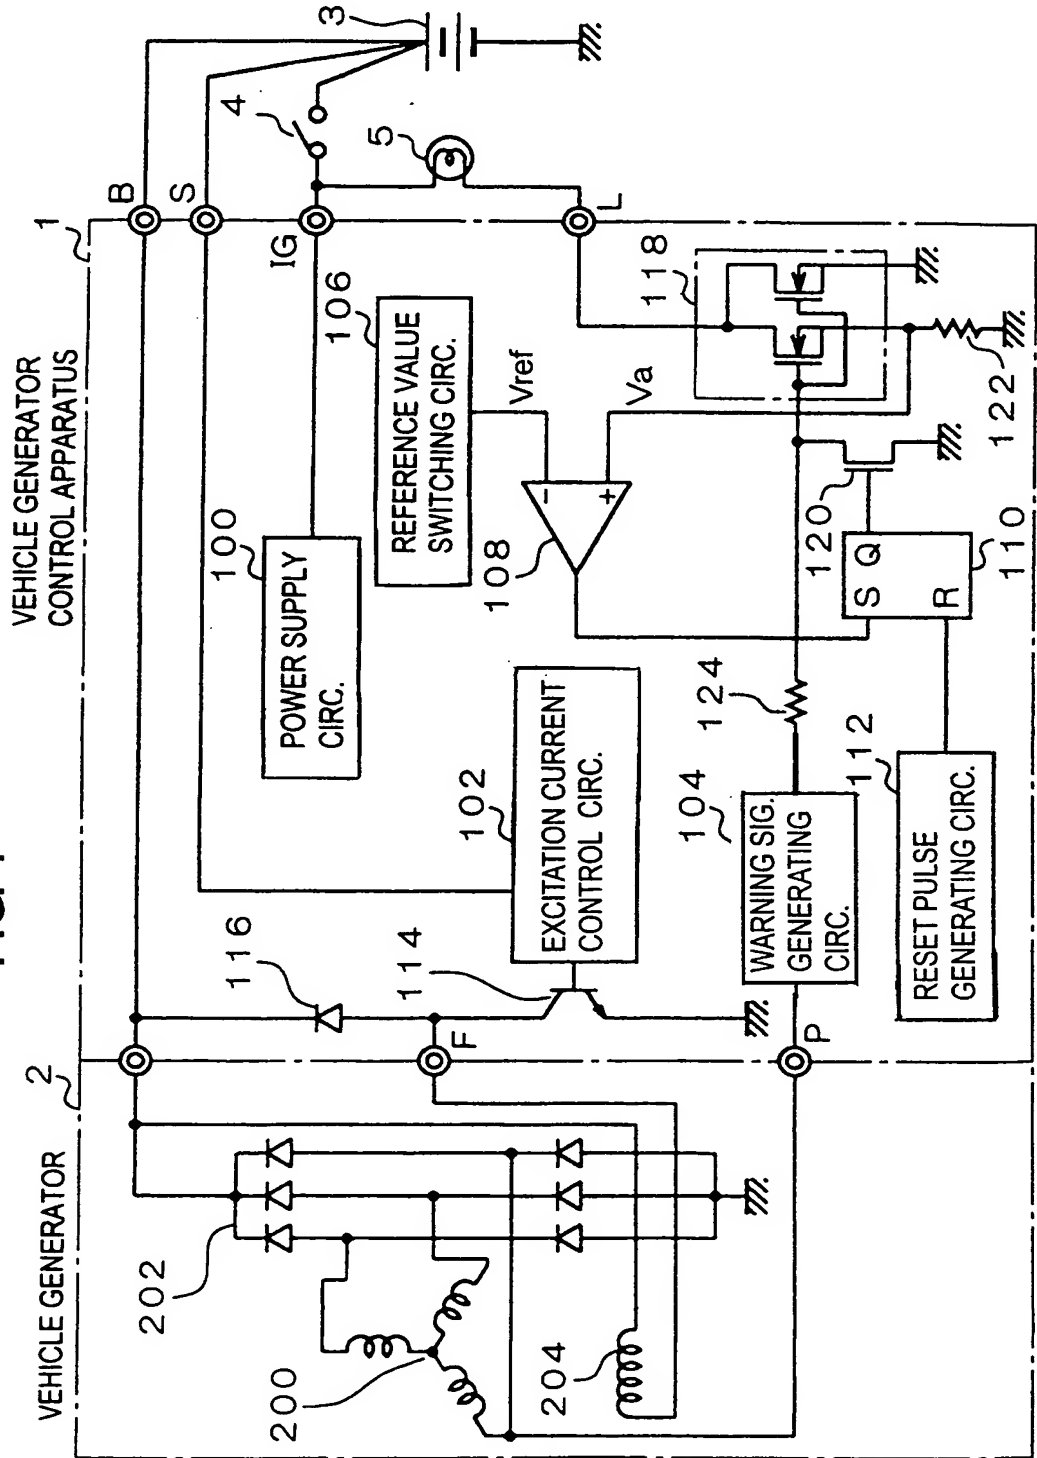 VEHICLE GENERATOR
2
VEHICLE GENERATOR
CONTROL APPARATUS
1
B
S
IG
L
F
P
3
4
5
202
200
204
116
114
102
EXCITATION CURRENT
CONTROL CIRC.
100
POWER SUPPLY
CIRC.
106
REFERENCE VALUE
SWITCHING CIRC.
Vref
Va
-
+
108
118
104
WARNING SIG.
GENERATING
CIRC.
124
120
122
S Q
R
110
112
RESET PULSE
GENERATING CIRC.